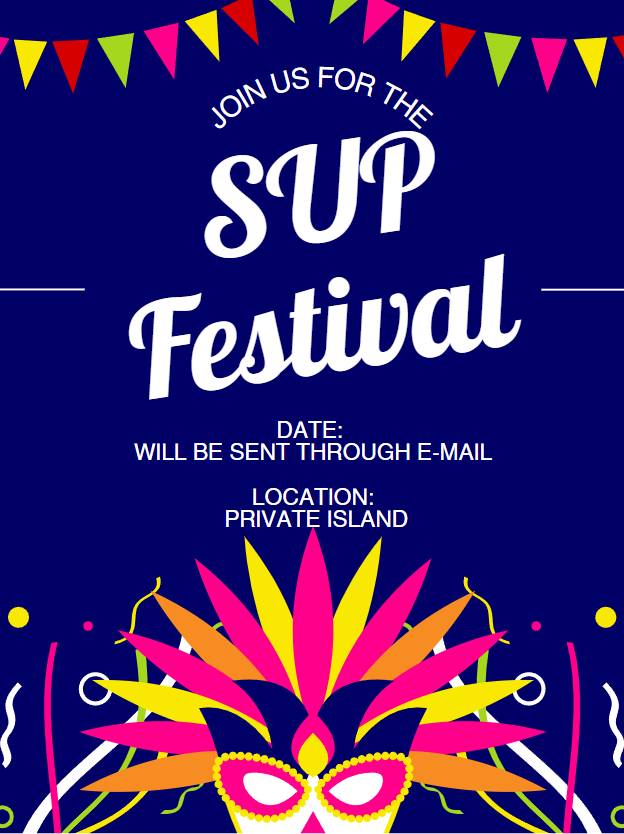 JOIN US FOR THE
SUP
Festival
DATE:
WILL BE SENT THROUGH E-MAIL
LOCATION:
PRIVATE ISLAND